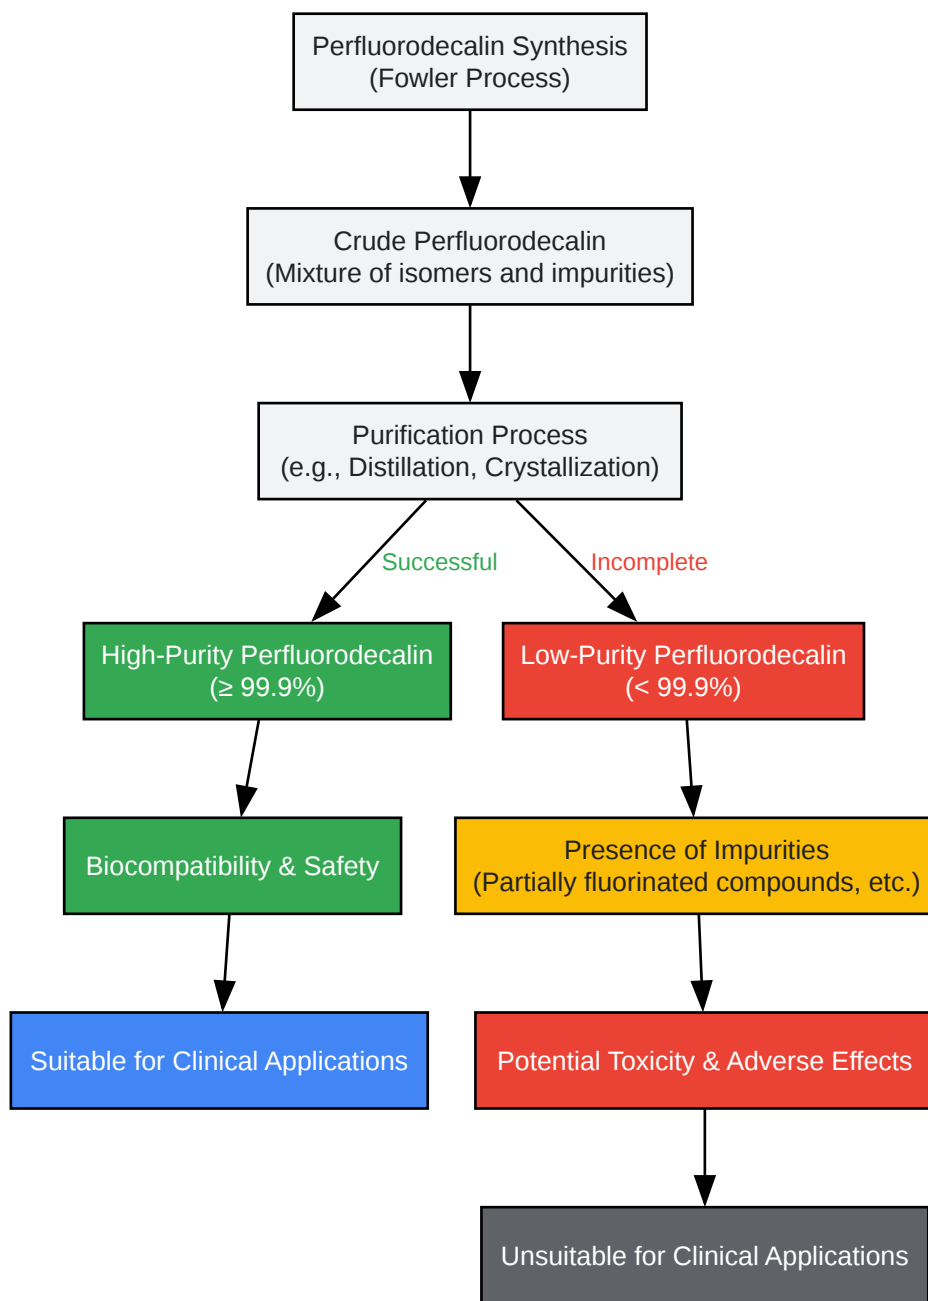 Perfluorodecalin Synthesis
(Fowler Process)
Crude Perfluorodecalin
(Mixture of isomers and impurities)
Purification Process
(e.g., Distillation, Crystallization)
Successful
Incomplete
High-Purity Perfluorodecalin
(≥ 99.9%)
Low-Purity Perfluorodecalin
(< 99.9%)
Biocompatibility & Safety
Presence of Impurities
(Partially fluorinated compounds, etc.)
Suitable for Clinical Applications
Potential Toxicity & Adverse Effects
Unsuitable for Clinical Applications